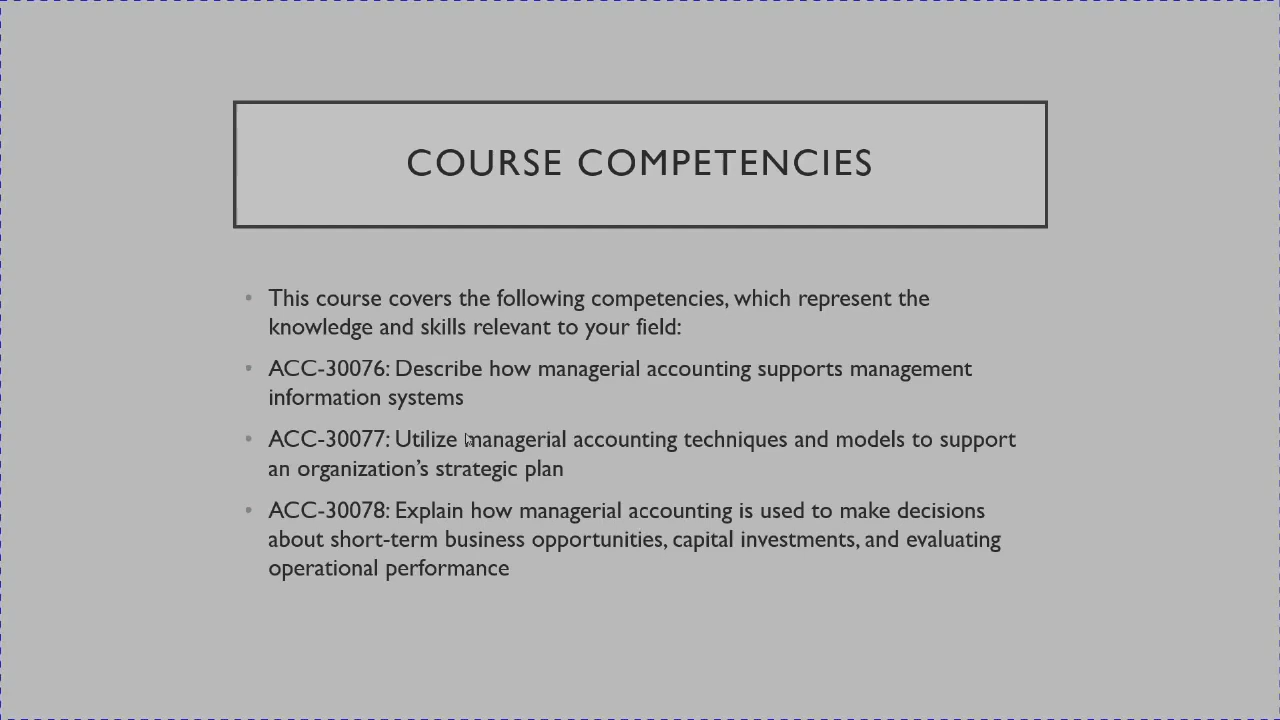 COURSE COMPETENCIES
• This course covers the following competencies, which represent the
knowledge and skills relevant to your field:
• ACC-30076: Describe how managerial accounting supports management
information systems
• ACC-30077: Utilize managerial accounting techniques and models to support
an organization’s strategic plan
• ACC-30078: Explain how managerial accounting is used to make decisions
about short-term business opportunities, capital investments, and evaluating
operational performance